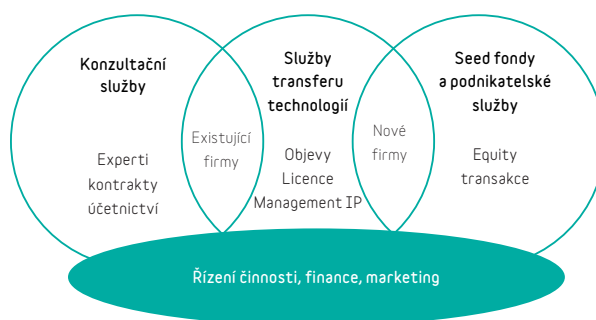 Konzultační
služby
Experti
kontrakty
účetnictví
Existující
firmy
Služby
transferu
technologií
Objevy
Licence
Management IP
Nové
firmy
Seed fondy
a podnikatelské
služby
Equity
transakce
Řízení činnosti, finance, marketing